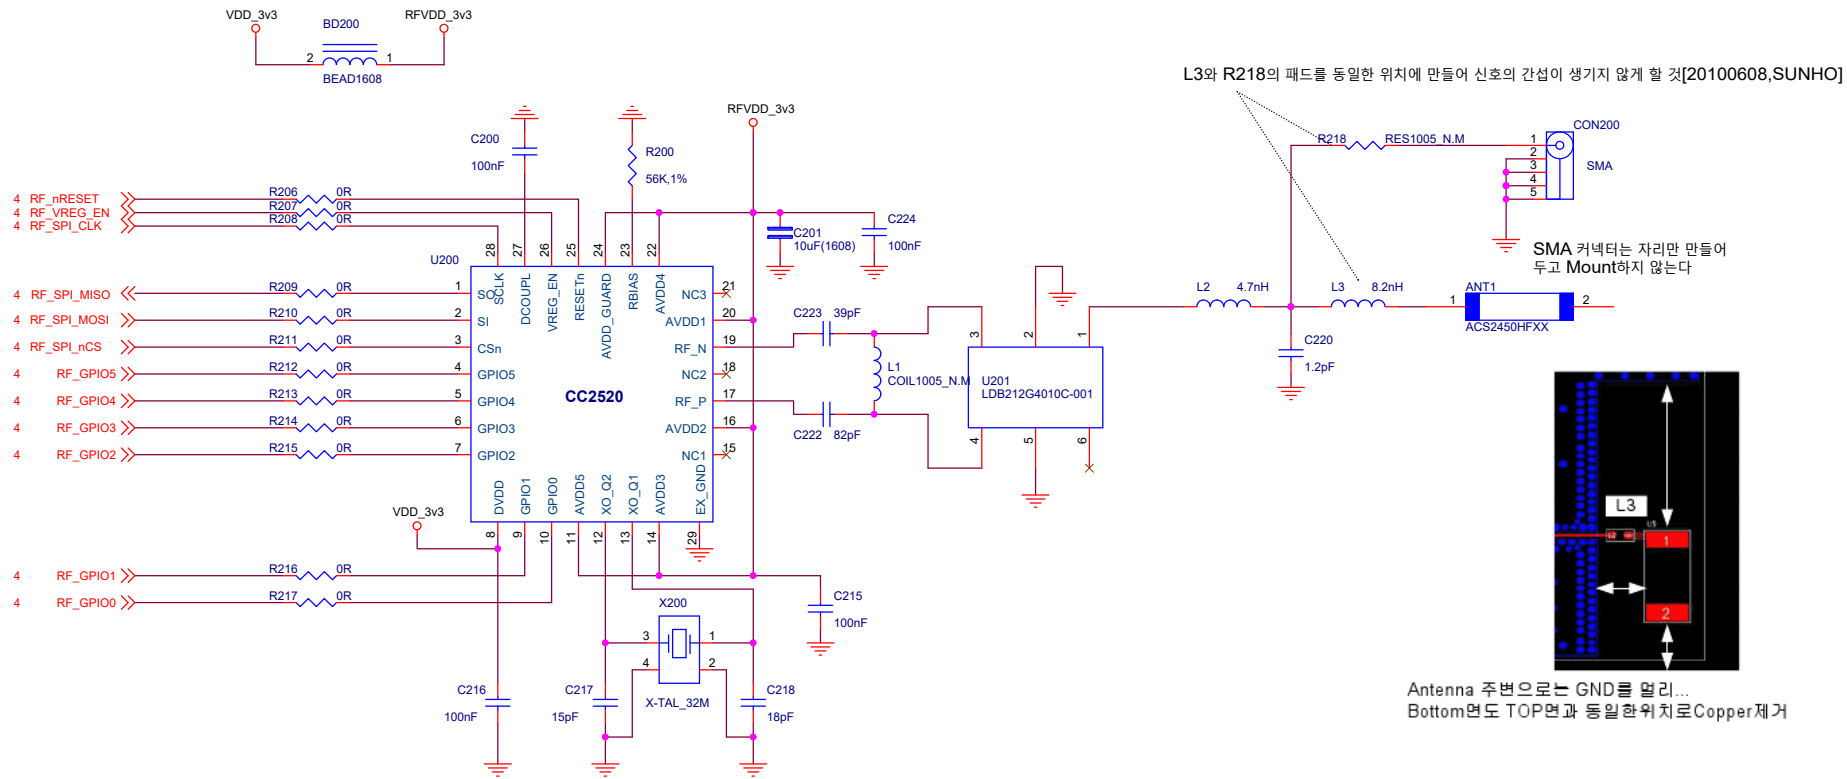 VDD_3v3
BD200
RFVDD_3v3
2
1
BEAD1608
L3와 R218의 패드를 동일한 위치에 만들어 신호의 간섭이 생기지 않게 할 것[20100608,SUNHO]
C200
100nF
R200
56K,1%
RFVDD_3v3
R218
RES1005_N.M
CON200
1
2
3
4
5
SMA
SMA 커넥터는 자리만 만들어
두고 Mount하지 않는다
4 RF_nRESET R206 0R
4 RF_VREG_EN R207 0R
4 RF_SPI_CLK R208 0R
C201
10uF(1608)
C224
100nF
U200
28 27 26 25 24 23 22
SCLK DCOUPL VREG_EN RESETn AVDD_GUARD RBIAS AVDD4
4 RF_SPI_MISO R209 0R 1 SO
4 RF_SPI_MOSI R210 0R 2 SI
4 RF_SPI_nCS R211 0R 3 CSn
4 RF_GPIO5 R212 0R 4 GPIO5
4 RF_GPIO4 R213 0R 5 GPIO4
4 RF_GPIO3 R214 0R 6 GPIO3
4 RF_GPIO2 R215 0R 7 GPIO2
CC2520
NC3 21
AVDD1 20
RF_N 19
NC2 18
RF_P 17
AVDD2 16
NC1 15
DVDD GPIO1 GPIO0 AVDD5 XO_Q2 XO_Q1 AVDD3 EX_GND
8 9 10 11 12 13 14 29
C223 39pF
L1
COIL1005_N.M
C222 82pF
3 2 1
U201
LDB212G4010C-001
4 5 6
L2 4.7nH
L3 8.2nH
C220
1.2pF
1 ANT1 2
ACS2450HFXX
VDD_3v3
4 RF_GPIO1 R216 0R
4 RF_GPIO0 R217 0R
C215
100nF
X200
3 1
4 2
X-TAL_32M
C216
100nF
C217
15pF
C218
18pF
L3
U5
1
2
Antenna 주변으로는 GND를 멀리...
Bottom면도 TOP면과 동일한위치로Copper제거